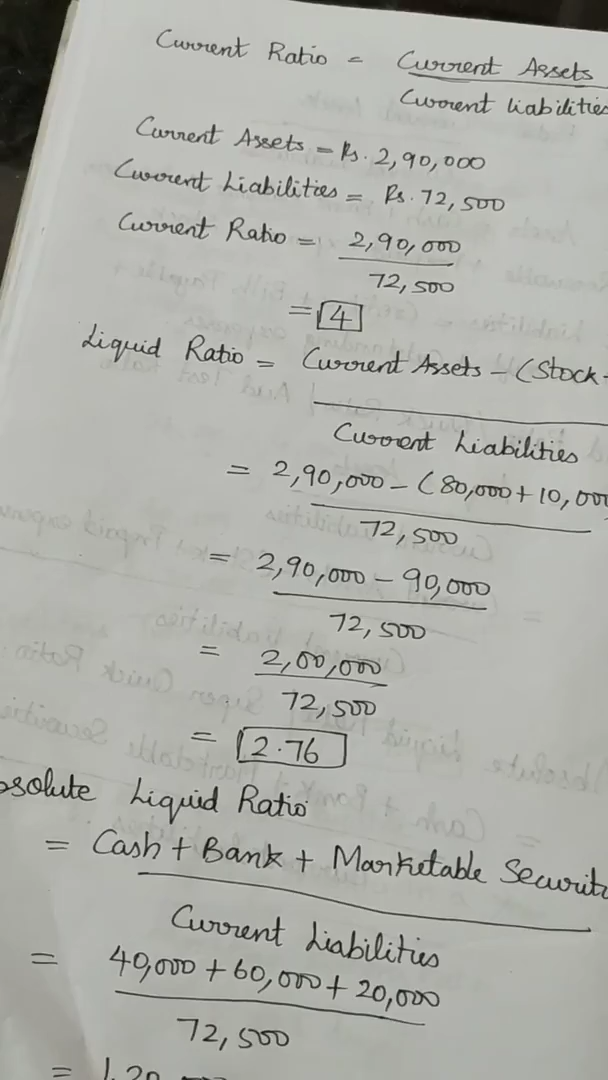 Current Ratio = Current Assets
Current liabilities
Current Assets = Rs. 2,90,000
Current Liabilities = Rs. 72,500
Current Ratio = 2,90,000
72,500
= 4
Liquid Ratio = Current Assets - (Stock
Current Liabilities
= 2,90,000 - (80,000 + 10,000
72,500
= 2,90,000 - 90,000
72,500
= 2,00,000
72,500
= 2.76
Liquid Ratio
= Cash + Bank + Marketable
Current Liabilities
= 40,000 + 60,000 + 20,000
72,500
= 1,20